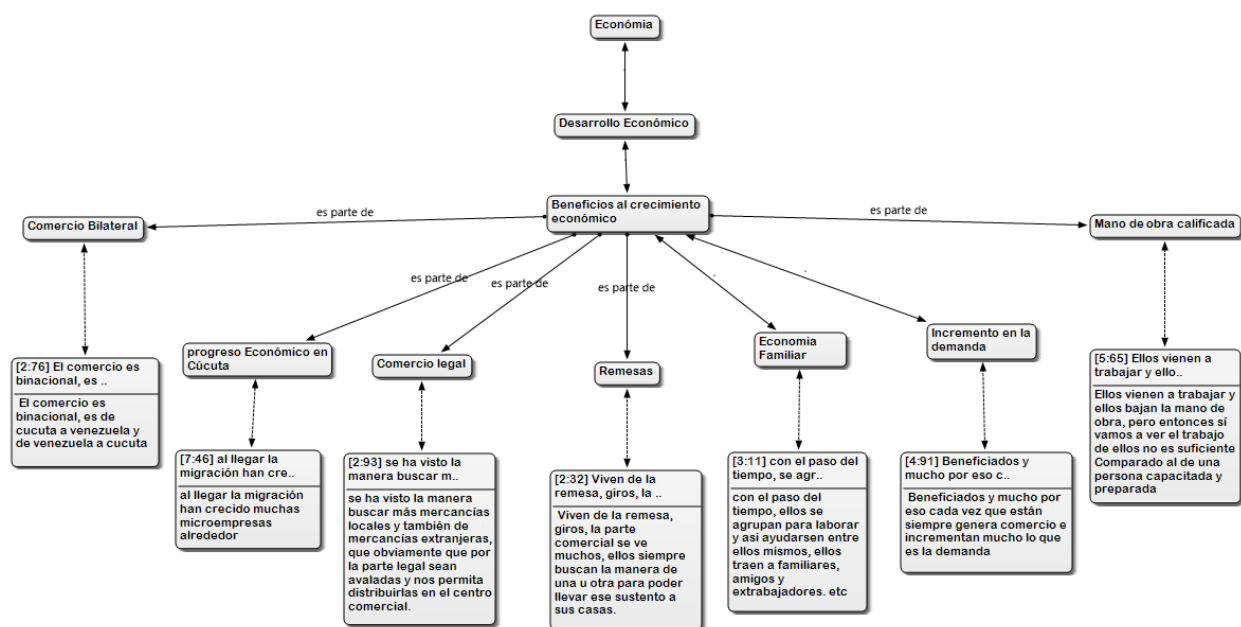 Económia
Desarrollo Económico
Beneficios al crecimiento
económico
es parte de
es parte de
Comercio Bilateral
Mano de obra calificada
es parte de
es parte de
es parte de
progreso Económico en
Cúcuta
Comercio legal
Remesas
Economia
Familiar
Incremento en la
demanda
[2:76] El comercio es
binacional, es ..
El comercio es
binacional, es de
cucuta a venezuela y
de venezuela a cucuta
[7:46] al llegar la
migración han cre..
al llegar la migración
han crecido muchas
microempresas
alrededor
[2:93] se ha visto la
manera buscar m..
se ha visto la manera
buscar más mercancías
locales y también de
mercancías extranjeras,
que obviamente que por
la parte legal sean
avaladas y nos permita
distribuirlas en el centro
comercial.
[2:32] Viven de la
remesa, giros, la ..
Viven de la remesa,
giros, la parte
comercial se ve
muchos, ellos siempre
buscan la manera de
una u otra para poder
llevar ese sustento a
sus casas.
[3:11] con el paso del
tiempo, se agr..
con el paso del
tiempo, ellos se
agrupan para laborar
y asi ayudarsen entre
ellos mismos, ellos
traen a familiares,
amigos y
extrabajadores. etc
[4:91] Beneficiados y
mucho por eso c..
Beneficiados y mucho por
eso cada vez que están
siempre genera comercio e
incrementan mucho lo que
es la demanda
[5:65] Ellos vienen a
trabajar y ello..
Ellos vienen a trabajar y
ellos bajan la mano de
obra, pero entonces sí
vamos a ver el trabajo
de ellos no es suficiente
Comparado al de una
persona capacitada y
preparada